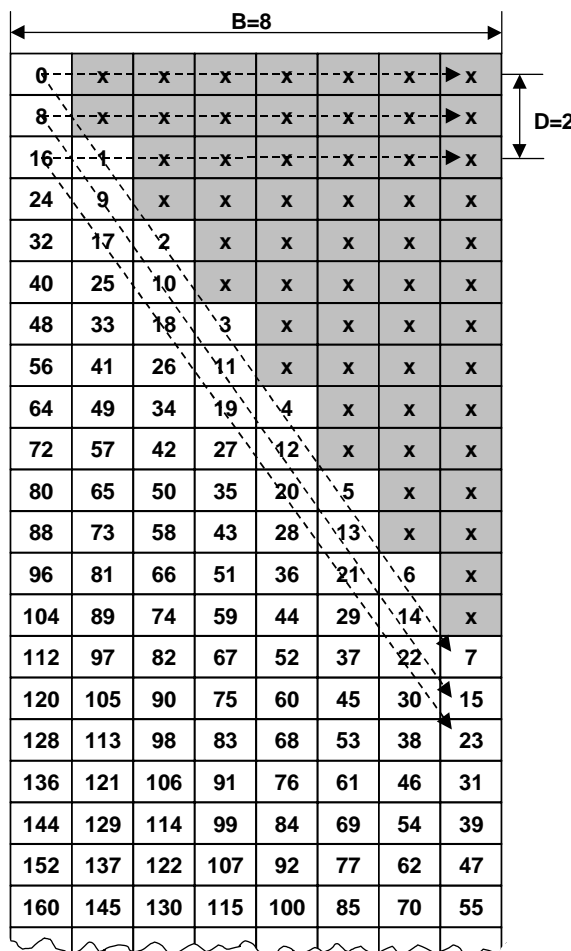 B=8
0 x x x x x x x
8 x x x x x x x
D=2
16 1 x x x x x x
24 9 x x x x x x
32 17 2 x x x x x
40 25 10 x x x x x
48 33 18 3 x x x x
56 41 26 11 x x x x
64 49 34 19 4 x x x
72 57 42 27 12 x x x
80 65 50 35 20 5 x x
88 73 58 43 28 13 x x
96 81 66 51 36 21 6 x
104 89 74 59 44 29 14 x
112 97 82 67 52 37 22 7
120 105 90 75 60 45 30 15
128 113 98 83 68 53 38 23
136 121 106 91 76 61 46 31
144 129 114 99 84 69 54 39
152 137 122 107 92 77 62 47
160 145 130 115 100 85 70 55